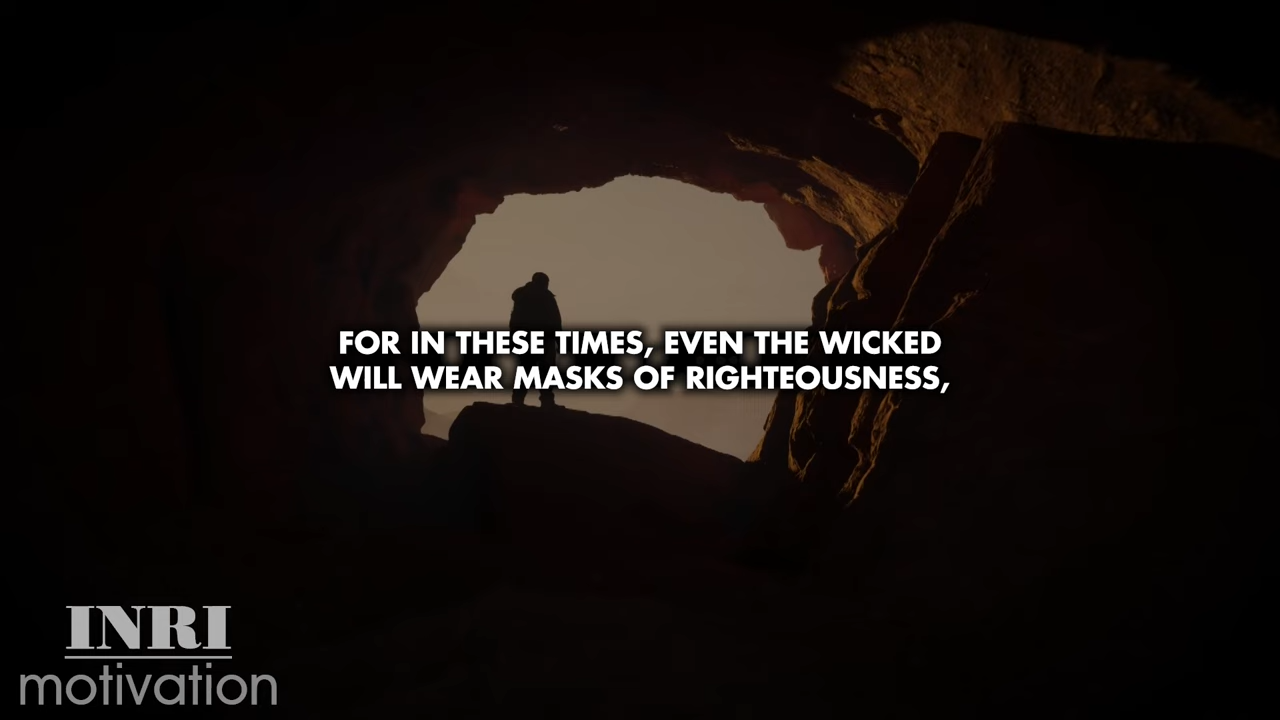 FOR IN THESE TIMES, EVEN THE WICKED
WILL WEAR MASKS OF RIGHTEOUSNESS,
INRI
motivation